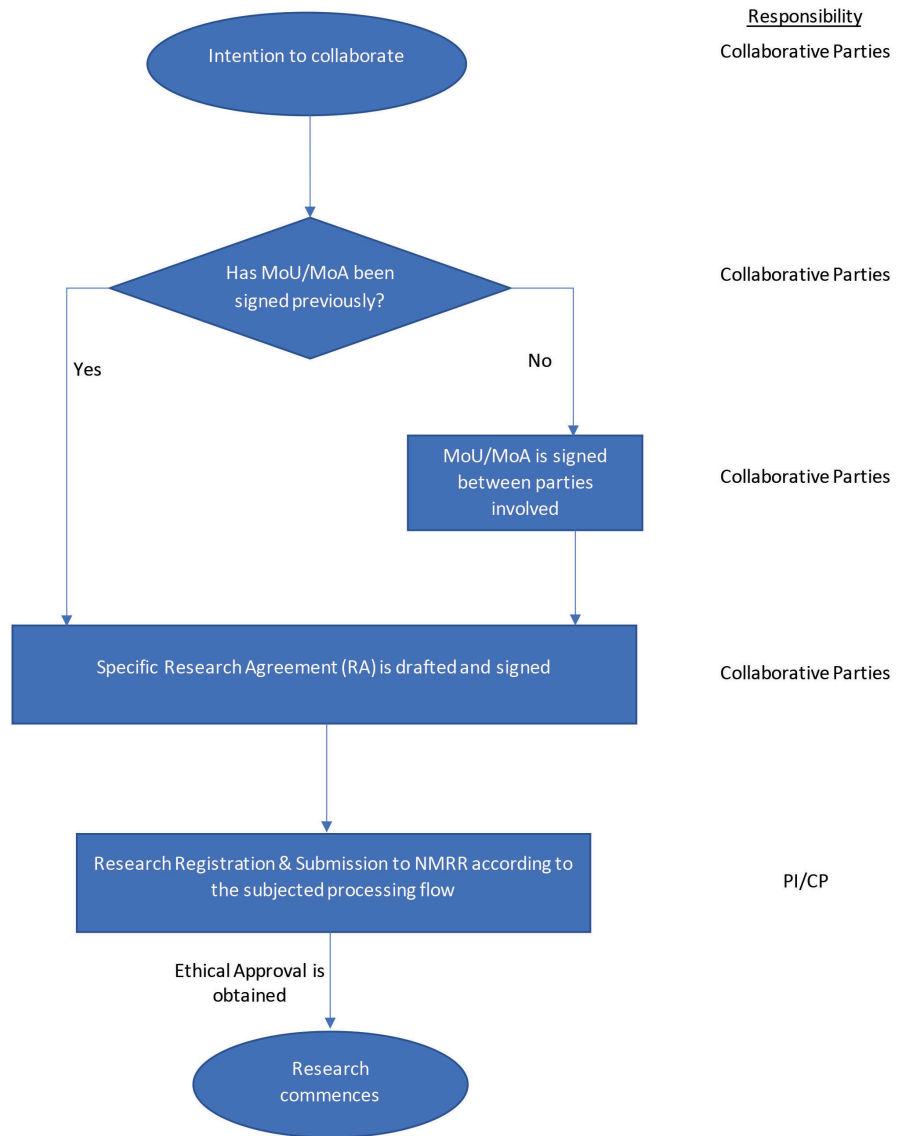 Responsibility
Intention to collaborate
Collaborative Parties
Has MoU/MoA been
signed previously?
Collaborative Parties
Yes
No
MoU/MoA is signed
between parties
involved
Collaborative Parties
Specific Research Agreement (RA) is drafted and signed
Collaborative Parties
Research Registration & Submission to NMRR according to
the subjected processing flow
PI/CP
Ethical Approval is
obtained
Research
commences